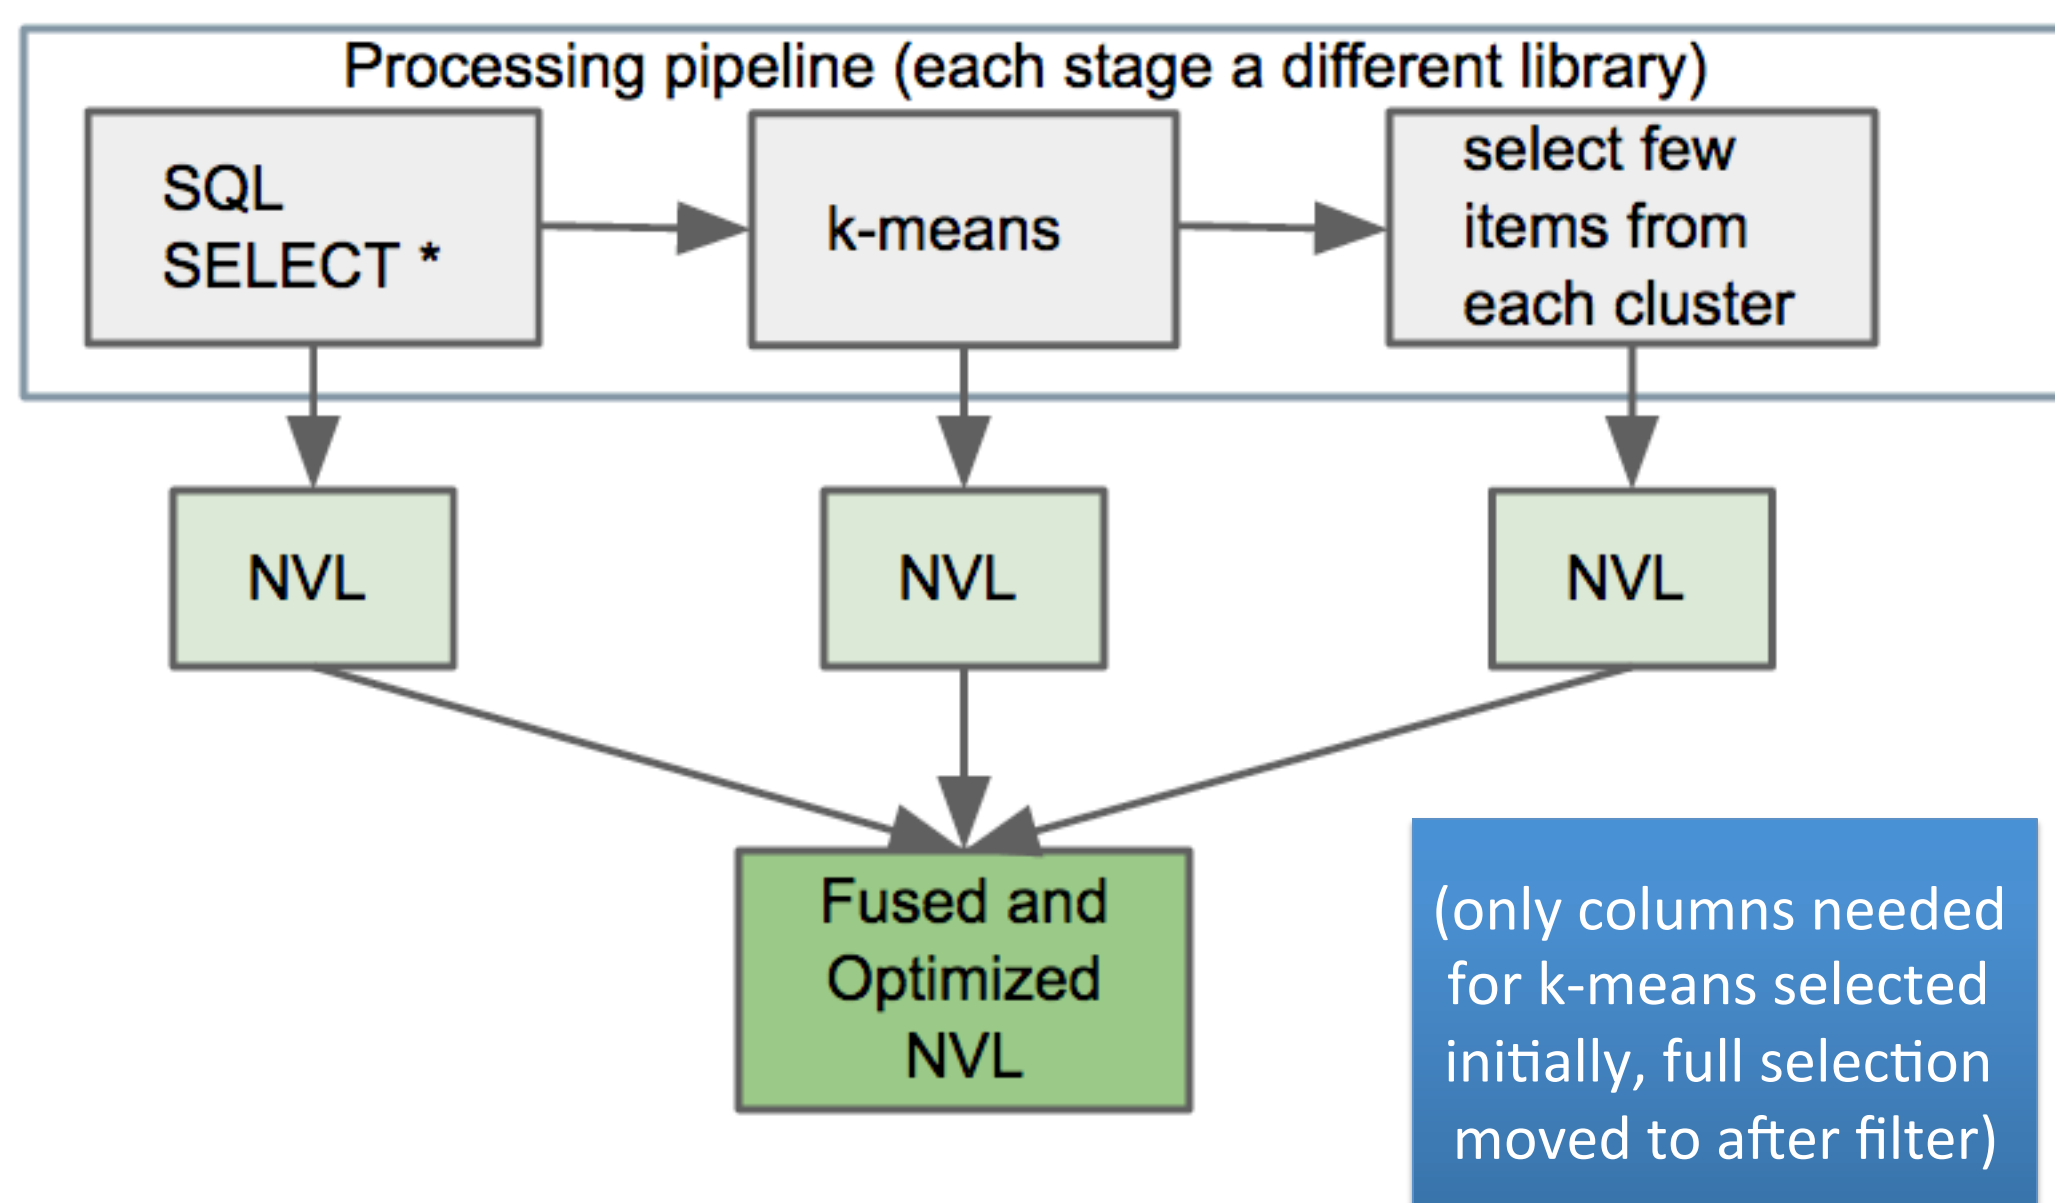 Processing pipeline (each stage a different library)
SQL
SELECT *
k-means
select few
items from
each cluster
NVL
NVL
NVL
Fused and
Optimized
NVL
(only columns needed
for k-means selected
initially, full selection
moved to after filter)